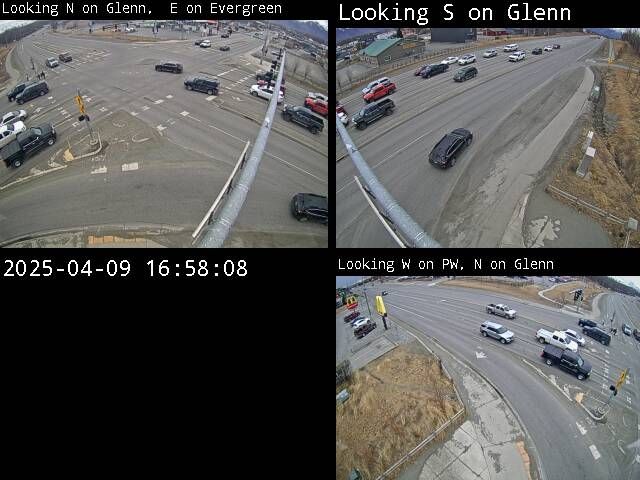 Looking N on Glenn,  E on Evergreen
Looking S on Glenn
2025-04-09 16:58:08
Looking W on PW, N on Glenn